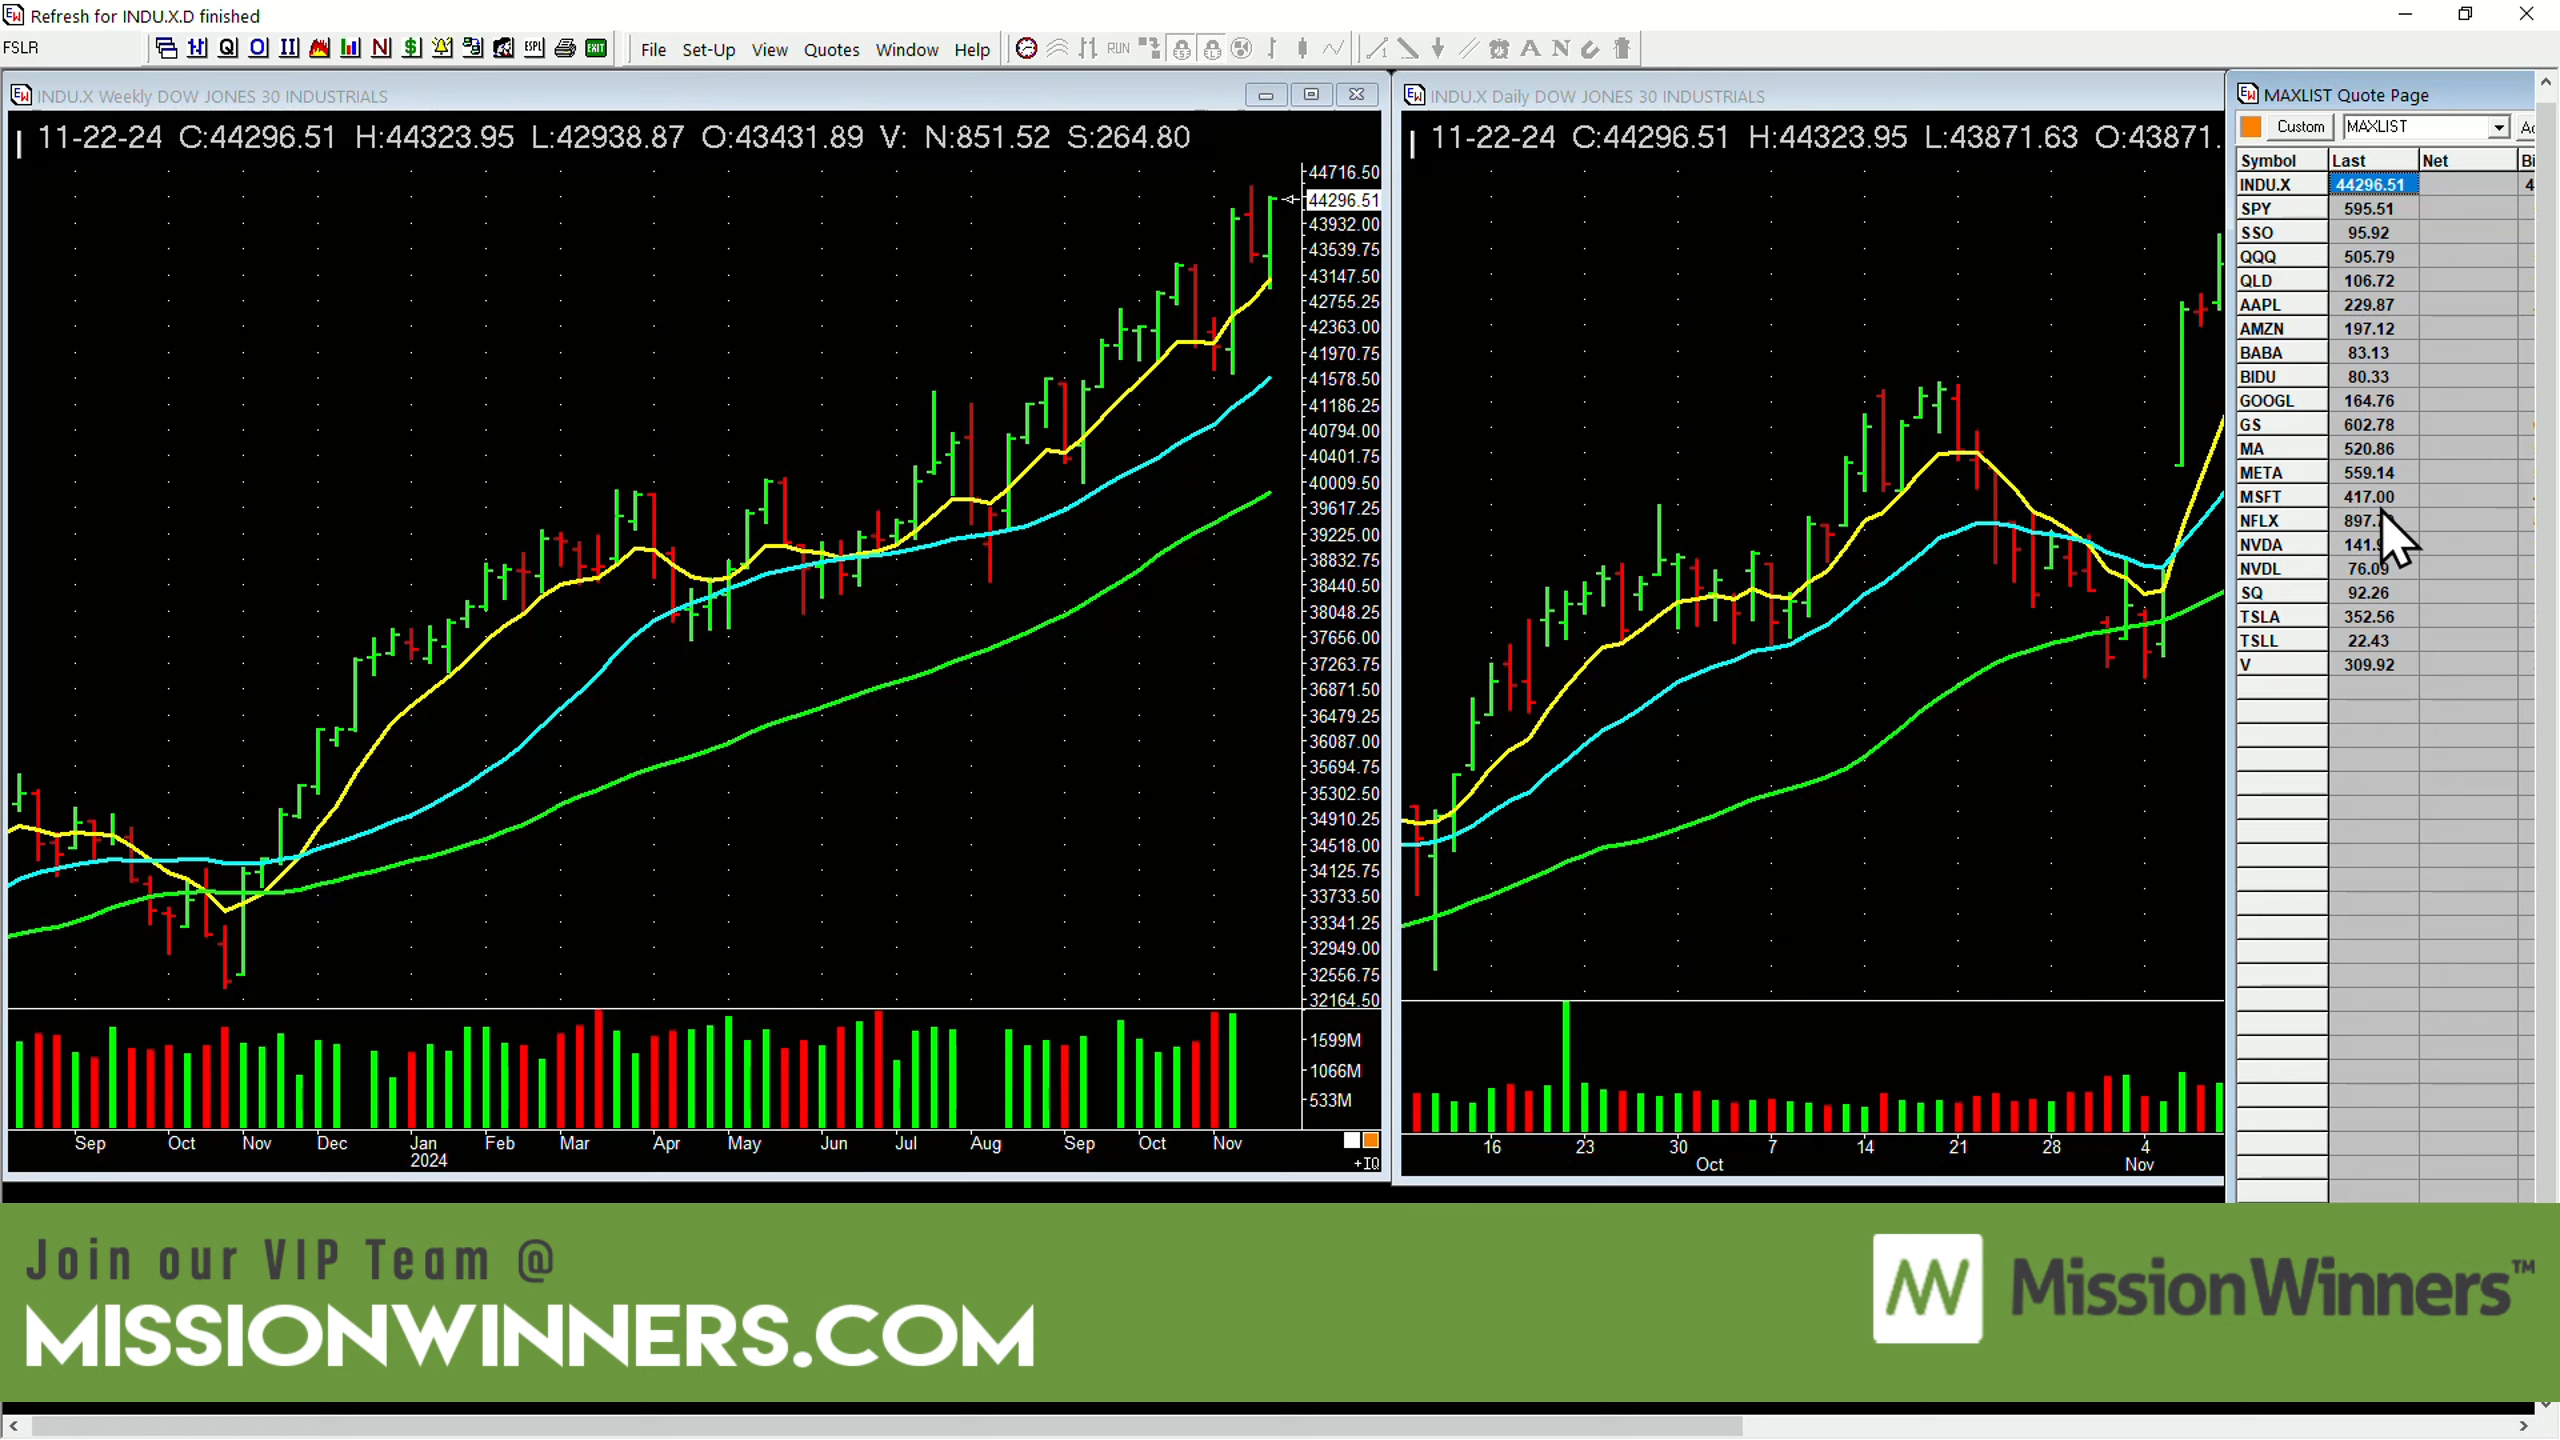 Refresh for INDU.X.D finished
FSLR
File Set-Up View Quotes Window Help
RUN
INDU.X Weekly DOW JONES 30 INDUSTRIALS
11-22-24 C:44296.51 H:44323.95 L:42938.87 O:43431.89 V: N:851.52 S:264.80
44716.50
44296.51
43932.00
43539.75
43147.50
42755.25
42363.00
41970.75
41578.50
41186.25
40794.00
40401.75
40009.50
39617.25
39225.00
38832.75
38440.50
38048.25
37656.00
37263.75
36871.50
36479.25
36087.00
35694.75
35302.50
34910.25
34518.00
34125.75
33733.50
33341.25
32949.00
32556.75
32164.50
1599M
1066M
533M
Sep Oct Nov Dec Jan Feb Mar Apr May Jun Jul Aug Sep Oct Nov
2024
+IQ
INDU.X Daily DOW JONES 30 INDUSTRIALS
11-22-24 C:44296.51 H:44323.95 L:43871.63 O:43871.
16 23 30 7 14 21 28 4
Oct Nov
MAXLIST Quote Page
Custom MAXLIST
Symbol Last Net
INDU.X 44296.51
SPY 595.51
SSO 95.92
QQQ 505.79
QLD 106.72
AAPL 229.87
AMZN 197.12
BABA 83.13
BIDU 80.33
GOOGL 164.76
GS 602.78
MA 520.86
META 559.14
MSFT 417.00
NFLX
NVDA
NVDL 76.09
SQ 92.26
TSLA 352.56
TSLL 22.43
V 309.92
Join our VIP Team @
MISSIONWINNERS.COM
MissionWinners™